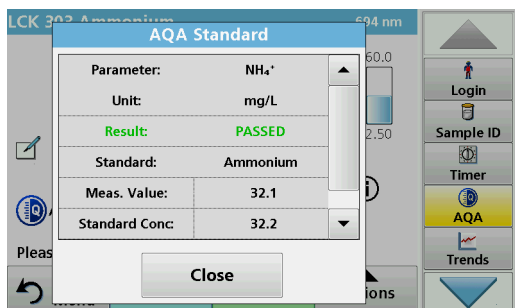 LCK 303 Ammonium 694 nm
AQA Standard
Parameter: NH₄⁺
Unit: mg/L
Result: PASSED
Standard: Ammonium
Meas. Value: 32.1
Standard Conc: 32.2
Close
60.0
2.50
Pleas
Menu
ions
Login
Sample ID
Timer
AQA
Trends